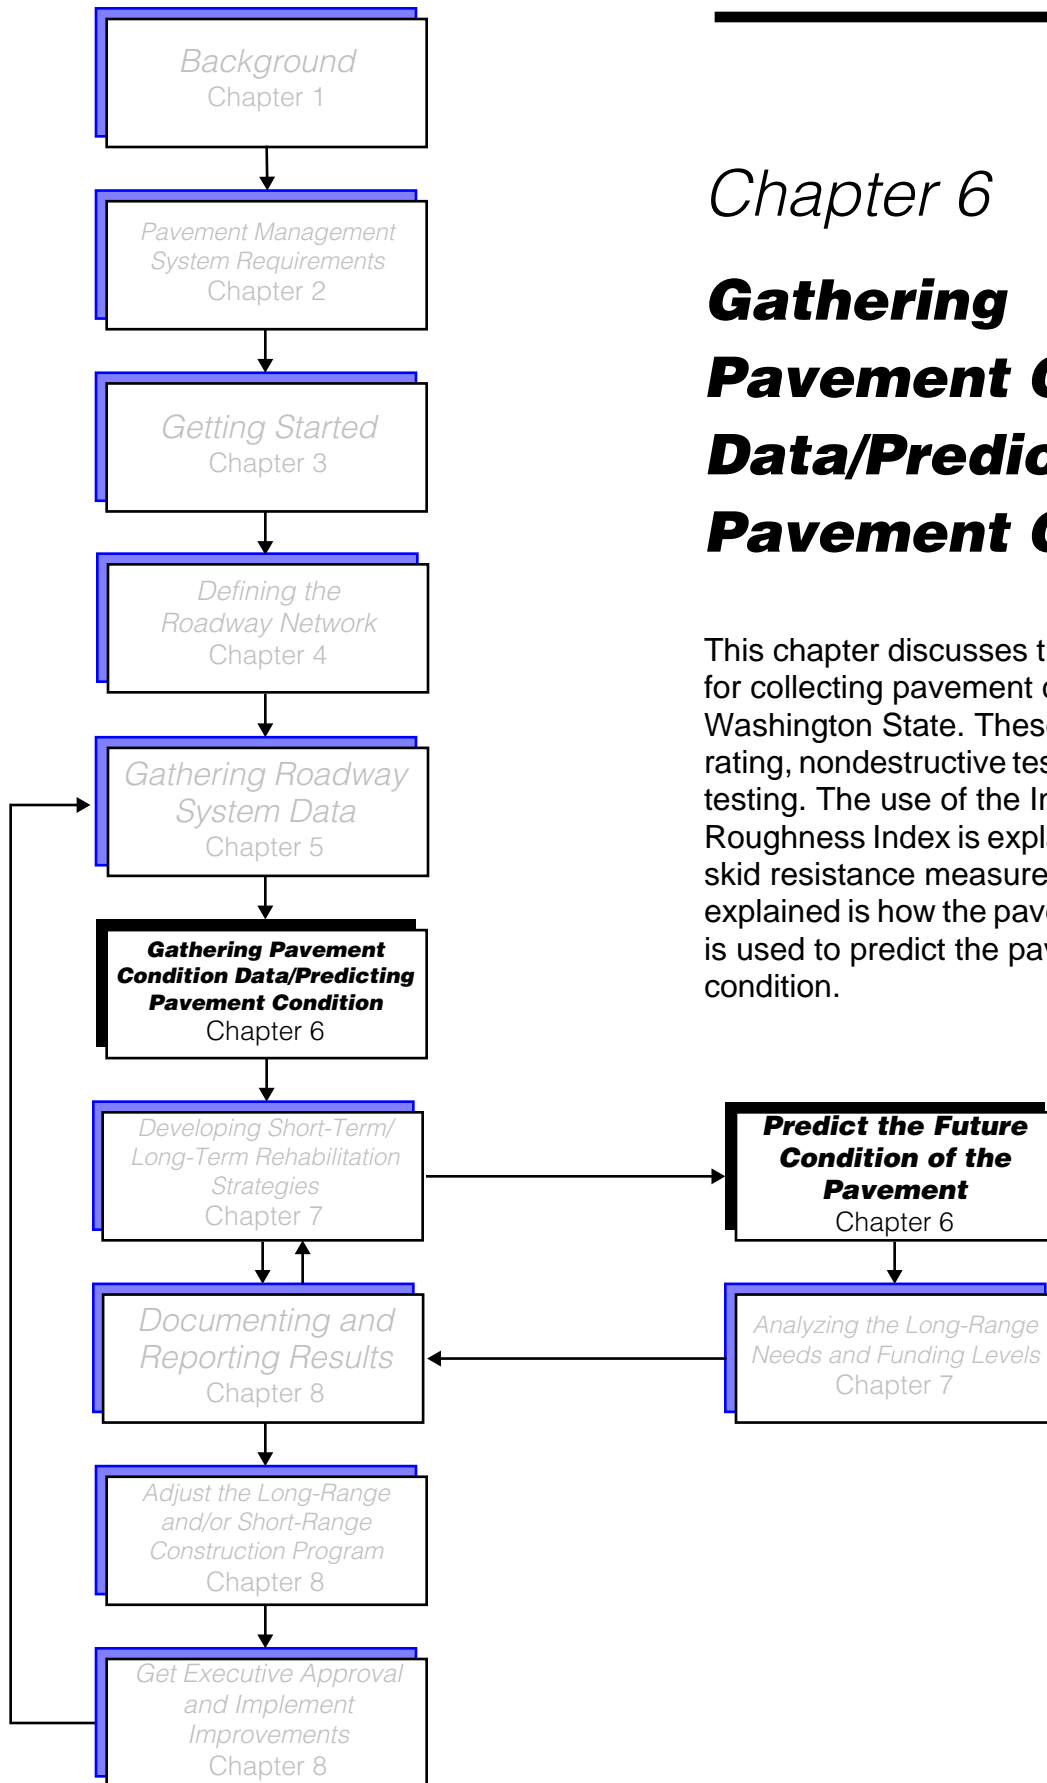 Background
Chapter 1
Pavement Management
System Requirements
Chapter 2
Getting Started
Chapter 3
Defining the
Roadway Network
Chapter 4
Gathering Roadway
System Data
Chapter 5
Gathering Pavement
Condition Data/Predicting
Pavement Condition
Chapter 6
Developing Short-Term/
Long-Term Rehabilitation
Strategies
Chapter 7
Documenting and
Reporting Results
Chapter 8
Adjust the Long-Range
and/or Short-Range
Construction Program
Chapter 8
Get Executive Approval
and Implement
Improvements
Chapter 8
Chapter 6
Gathering
Pavement
Data/Predic
Pavement
This chapter discusses t
for collecting pavement
Washington State. These
rating, nondestructive tes
testing. The use of the In
Roughness Index is expl
skid resistance measure
explained is how the pav
is used to predict the pav
condition.
Predict the Future
Condition of the
Pavement
Chapter 6
Analyzing the Long-Range
Needs and Funding Levels
Chapter 7